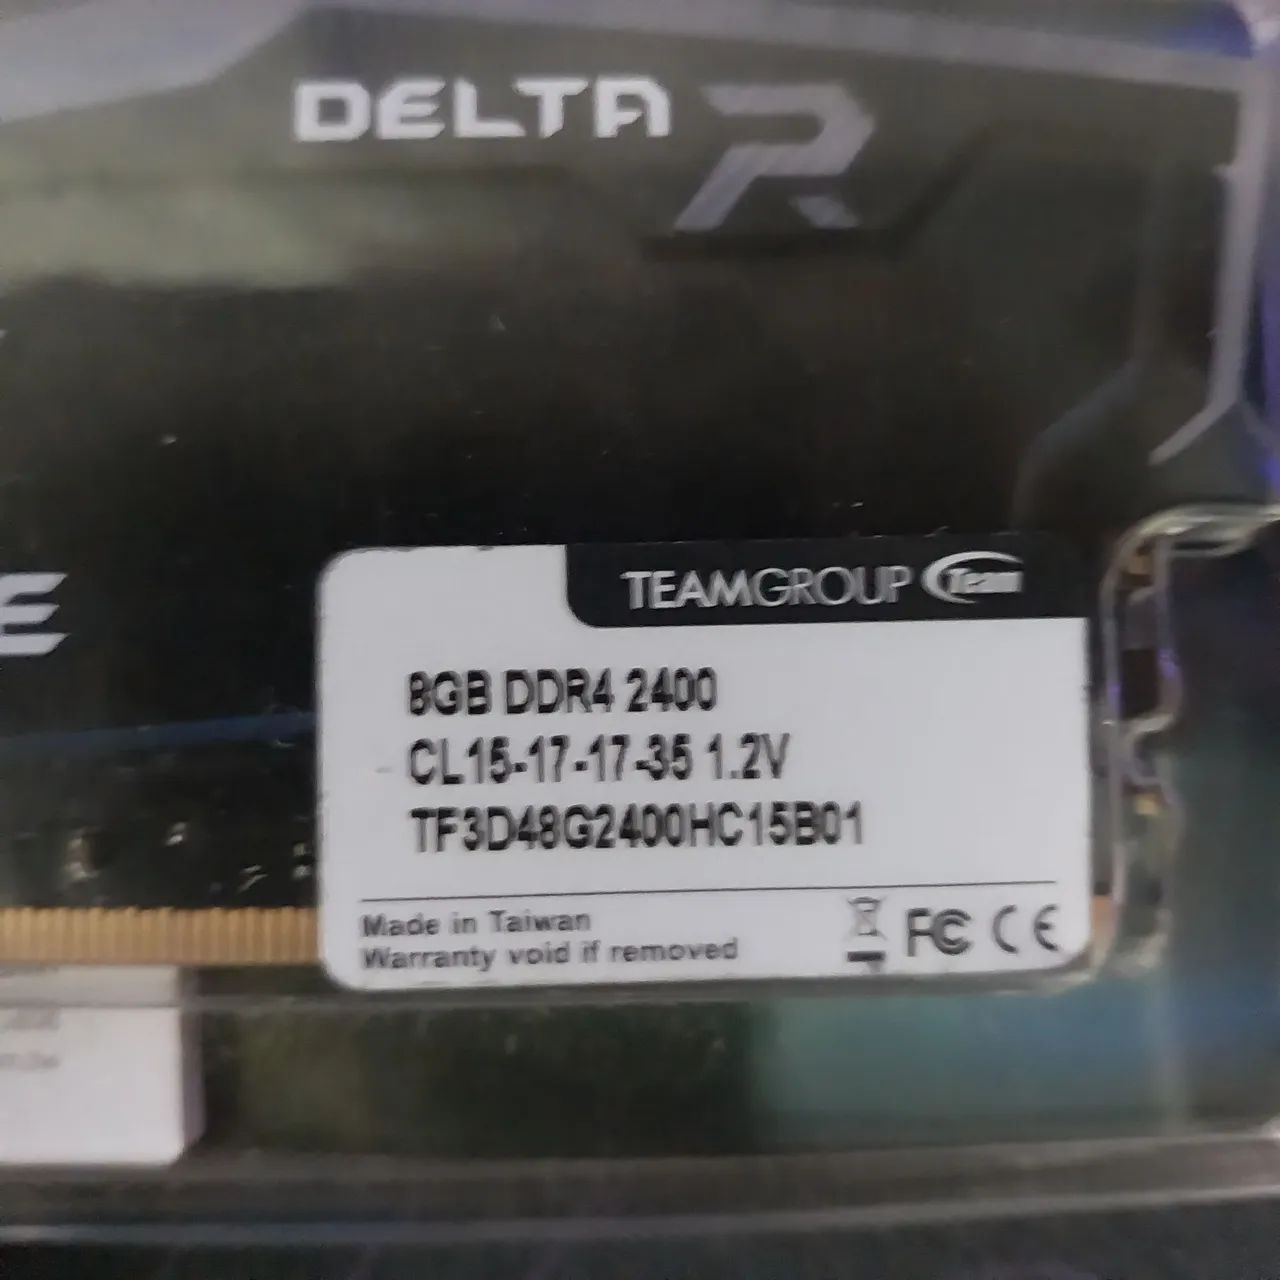 DELTA R
TEAMGROUP Team
E
8GB DDR4 2400
CL15-17-17-35 1.2V
TF3D48G2400HC15B01
Made in Taiwan
Warranty void if removed
FC CE